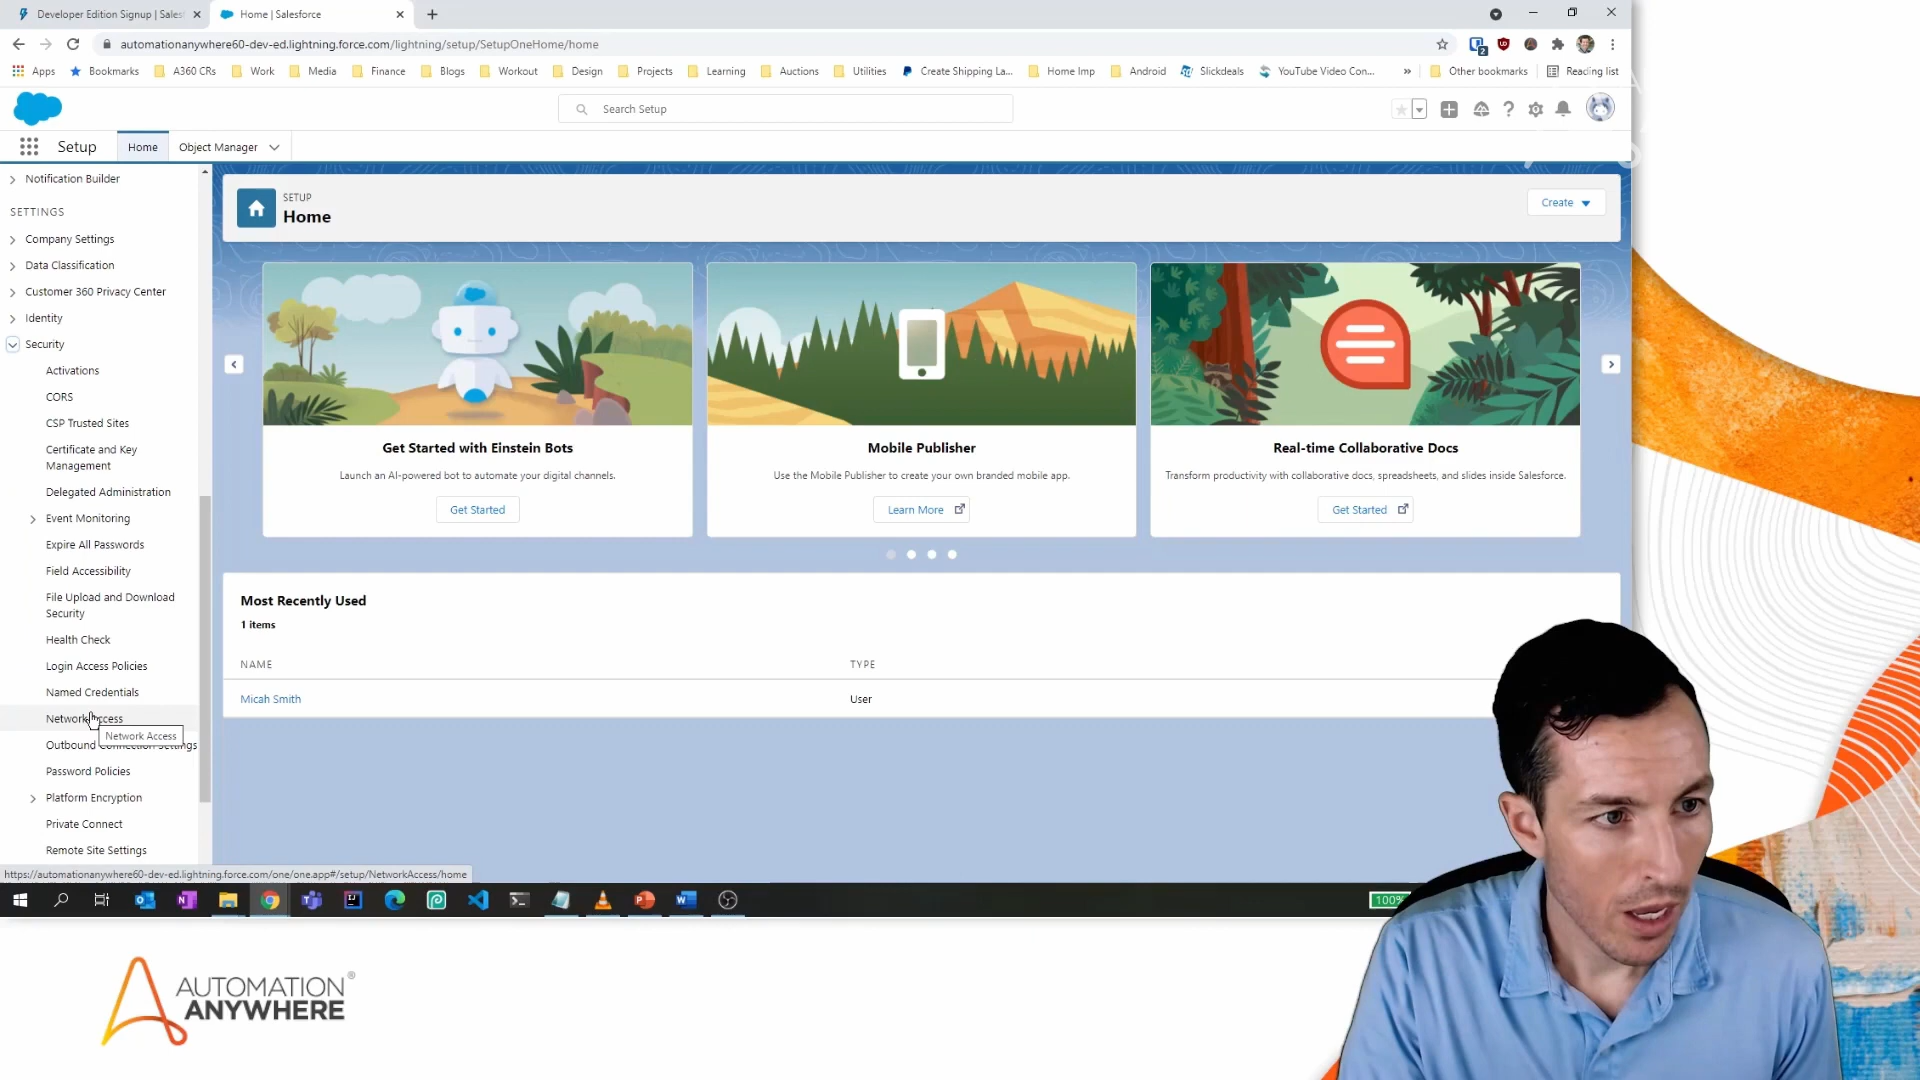 Developer Edition Signup | Sales
Home | Salesforce
automationanywhere60-dev-ed.lightning.force.com/lightning/setup/SetupOneHome/home
2
Apps
Bookmarks
A360 CRs
Work
Media
Finance
Blogs
Workout
Design
Projects
Learning
Auctions
Utilities
Create Shipping La...
Home Imp
Android
Slickdeals
YouTube Video Con...
»
Other bookmarks
Reading list
Search Setup
Setup
Home
Object Manager
Notification Builder
SETTINGS
Company Settings
Data Classification
Customer 360 Privacy Center
Identity
Security
Activations
CORS
CSP Trusted Sites
Certificate and Key
Management
Delegated Administration
Event Monitoring
Expire All Passwords
Field Accessibility
File Upload and Download
Security
Health Check
Login Access Policies
Named Credentials
Network Access
Network Access
Outbound Connection Settings
Password Policies
Platform Encryption
Private Connect
Remote Site Settings
SETUP
Home
Create
Get Started with Einstein Bots
Launch an AI-powered bot to automate your digital channels.
Get Started
Mobile Publisher
Use the Mobile Publisher to create your own branded mobile app.
Learn More
Real-time Collaborative Docs
Transform productivity with collaborative docs, spreadsheets, and slides inside Salesforce.
Get Started
Most Recently Used
1 items
NAME
TYPE
Micah Smith
User
https://automationanywhere60-dev-ed.lightning.force.com/one/one.app#/setup/NetworkAccess/home
100%
AUTOMATION
ANYWHERE®